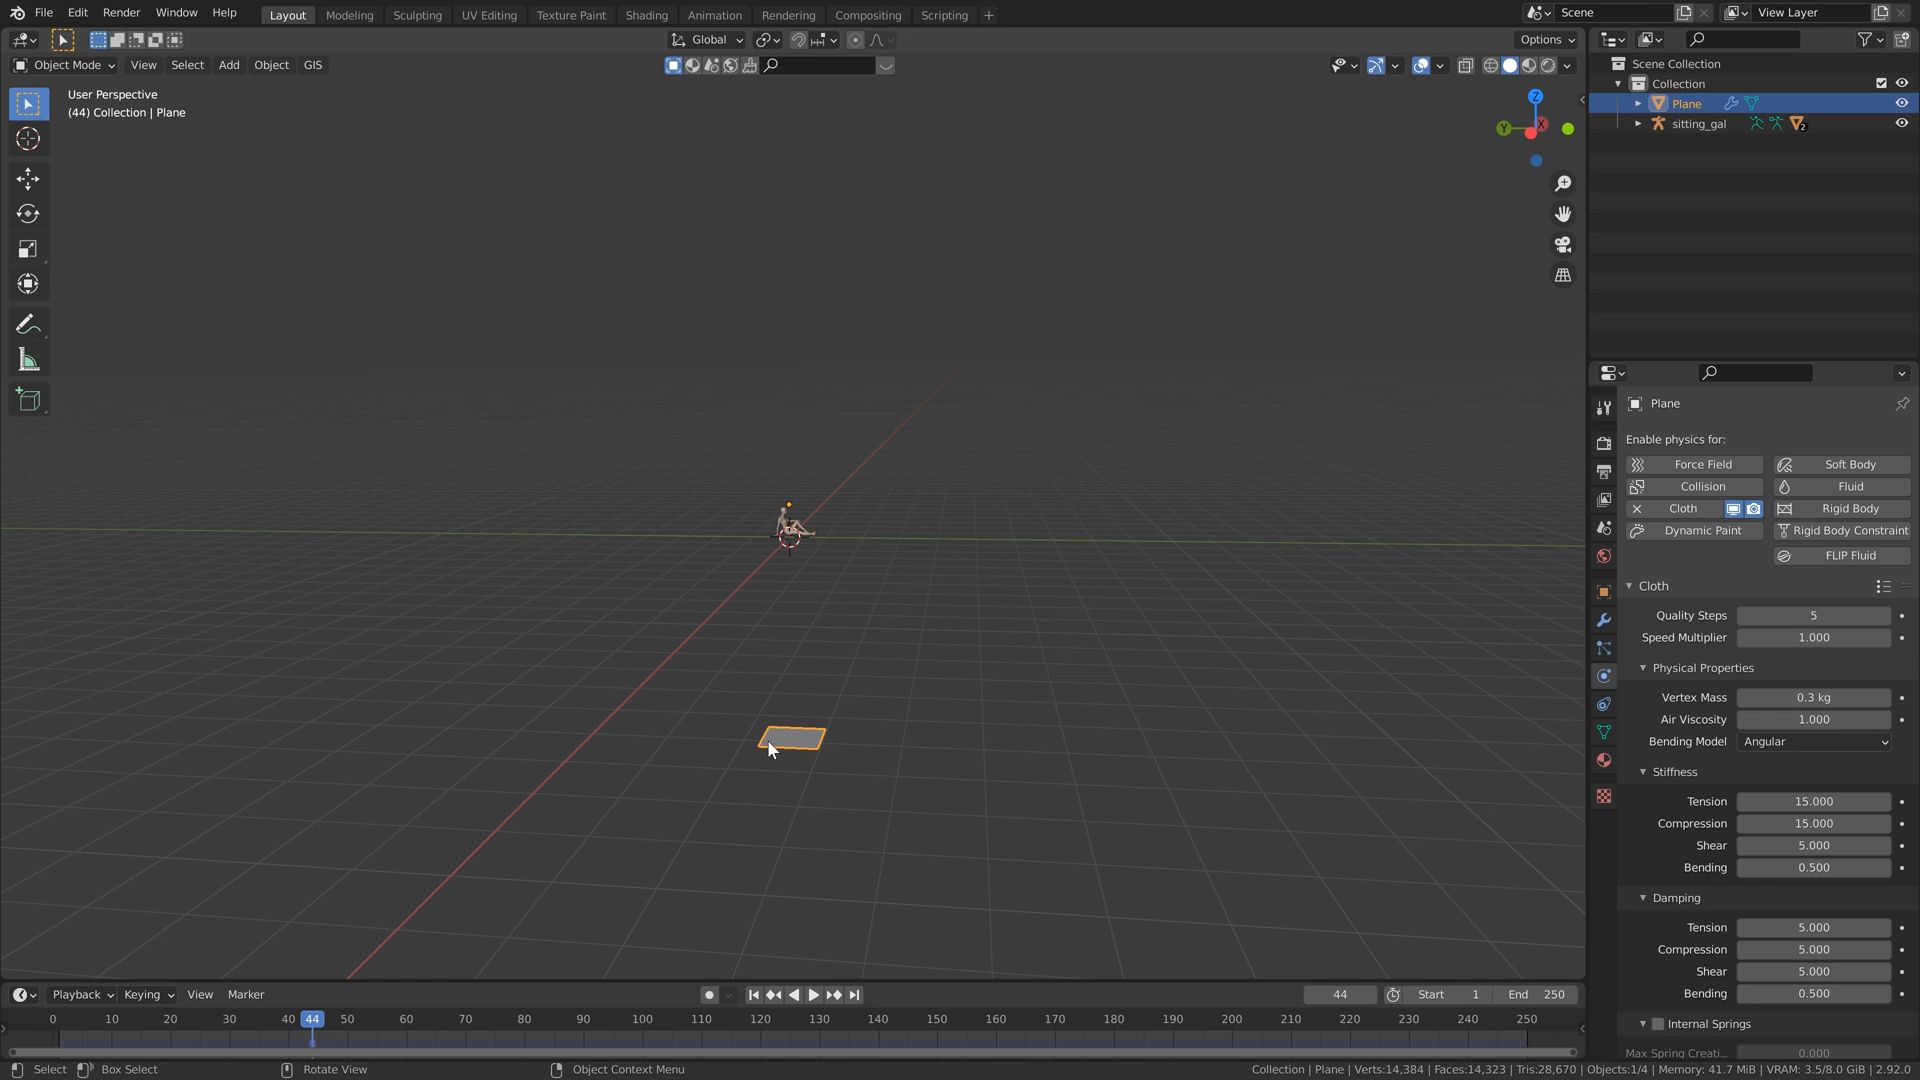 File Edit Render Window Help Layout Modeling Sculpting UV Editing Texture Paint Shading Animation Rendering Compositing Scripting + Scene View Layer
Global Options
Object Mode View Select Add Object GIS
User Perspective
(44) Collection | Plane
Z
Y X
Scene Collection
Collection
Plane
sitting_gal 2
Plane
Enable physics for:
Force Field Soft Body
Collision Fluid
Cloth Rigid Body
Dynamic Paint Rigid Body Constraint
FLIP Fluid
Cloth
Quality Steps 5
Speed Multiplier 1.000
Physical Properties
Vertex Mass 0.3 kg
Air Viscosity 1.000
Bending Model Angular
Stiffness
Tension 15.000
Compression 15.000
Shear 5.000
Bending 0.500
Damping
Tension 5.000
Compression 5.000
Shear 5.000
Bending 0.500
Internal Springs
Max Spring Creati... 0.000
Playback Keying View Marker 44 Start 1 End 250
0 10 20 30 40 44 50 60 70 80 90 100 110 120 130 140 150 160 170 180 190 200 210 220 230 240 250
Select Box Select Rotate View Object Context Menu Collection | Plane | Verts:14,384 | Faces:14,323 | Tris:28,670 | Objects:1/4 | Memory: 41.7 MiB | VRAM: 3.5/8.0 GiB | 2.92.0